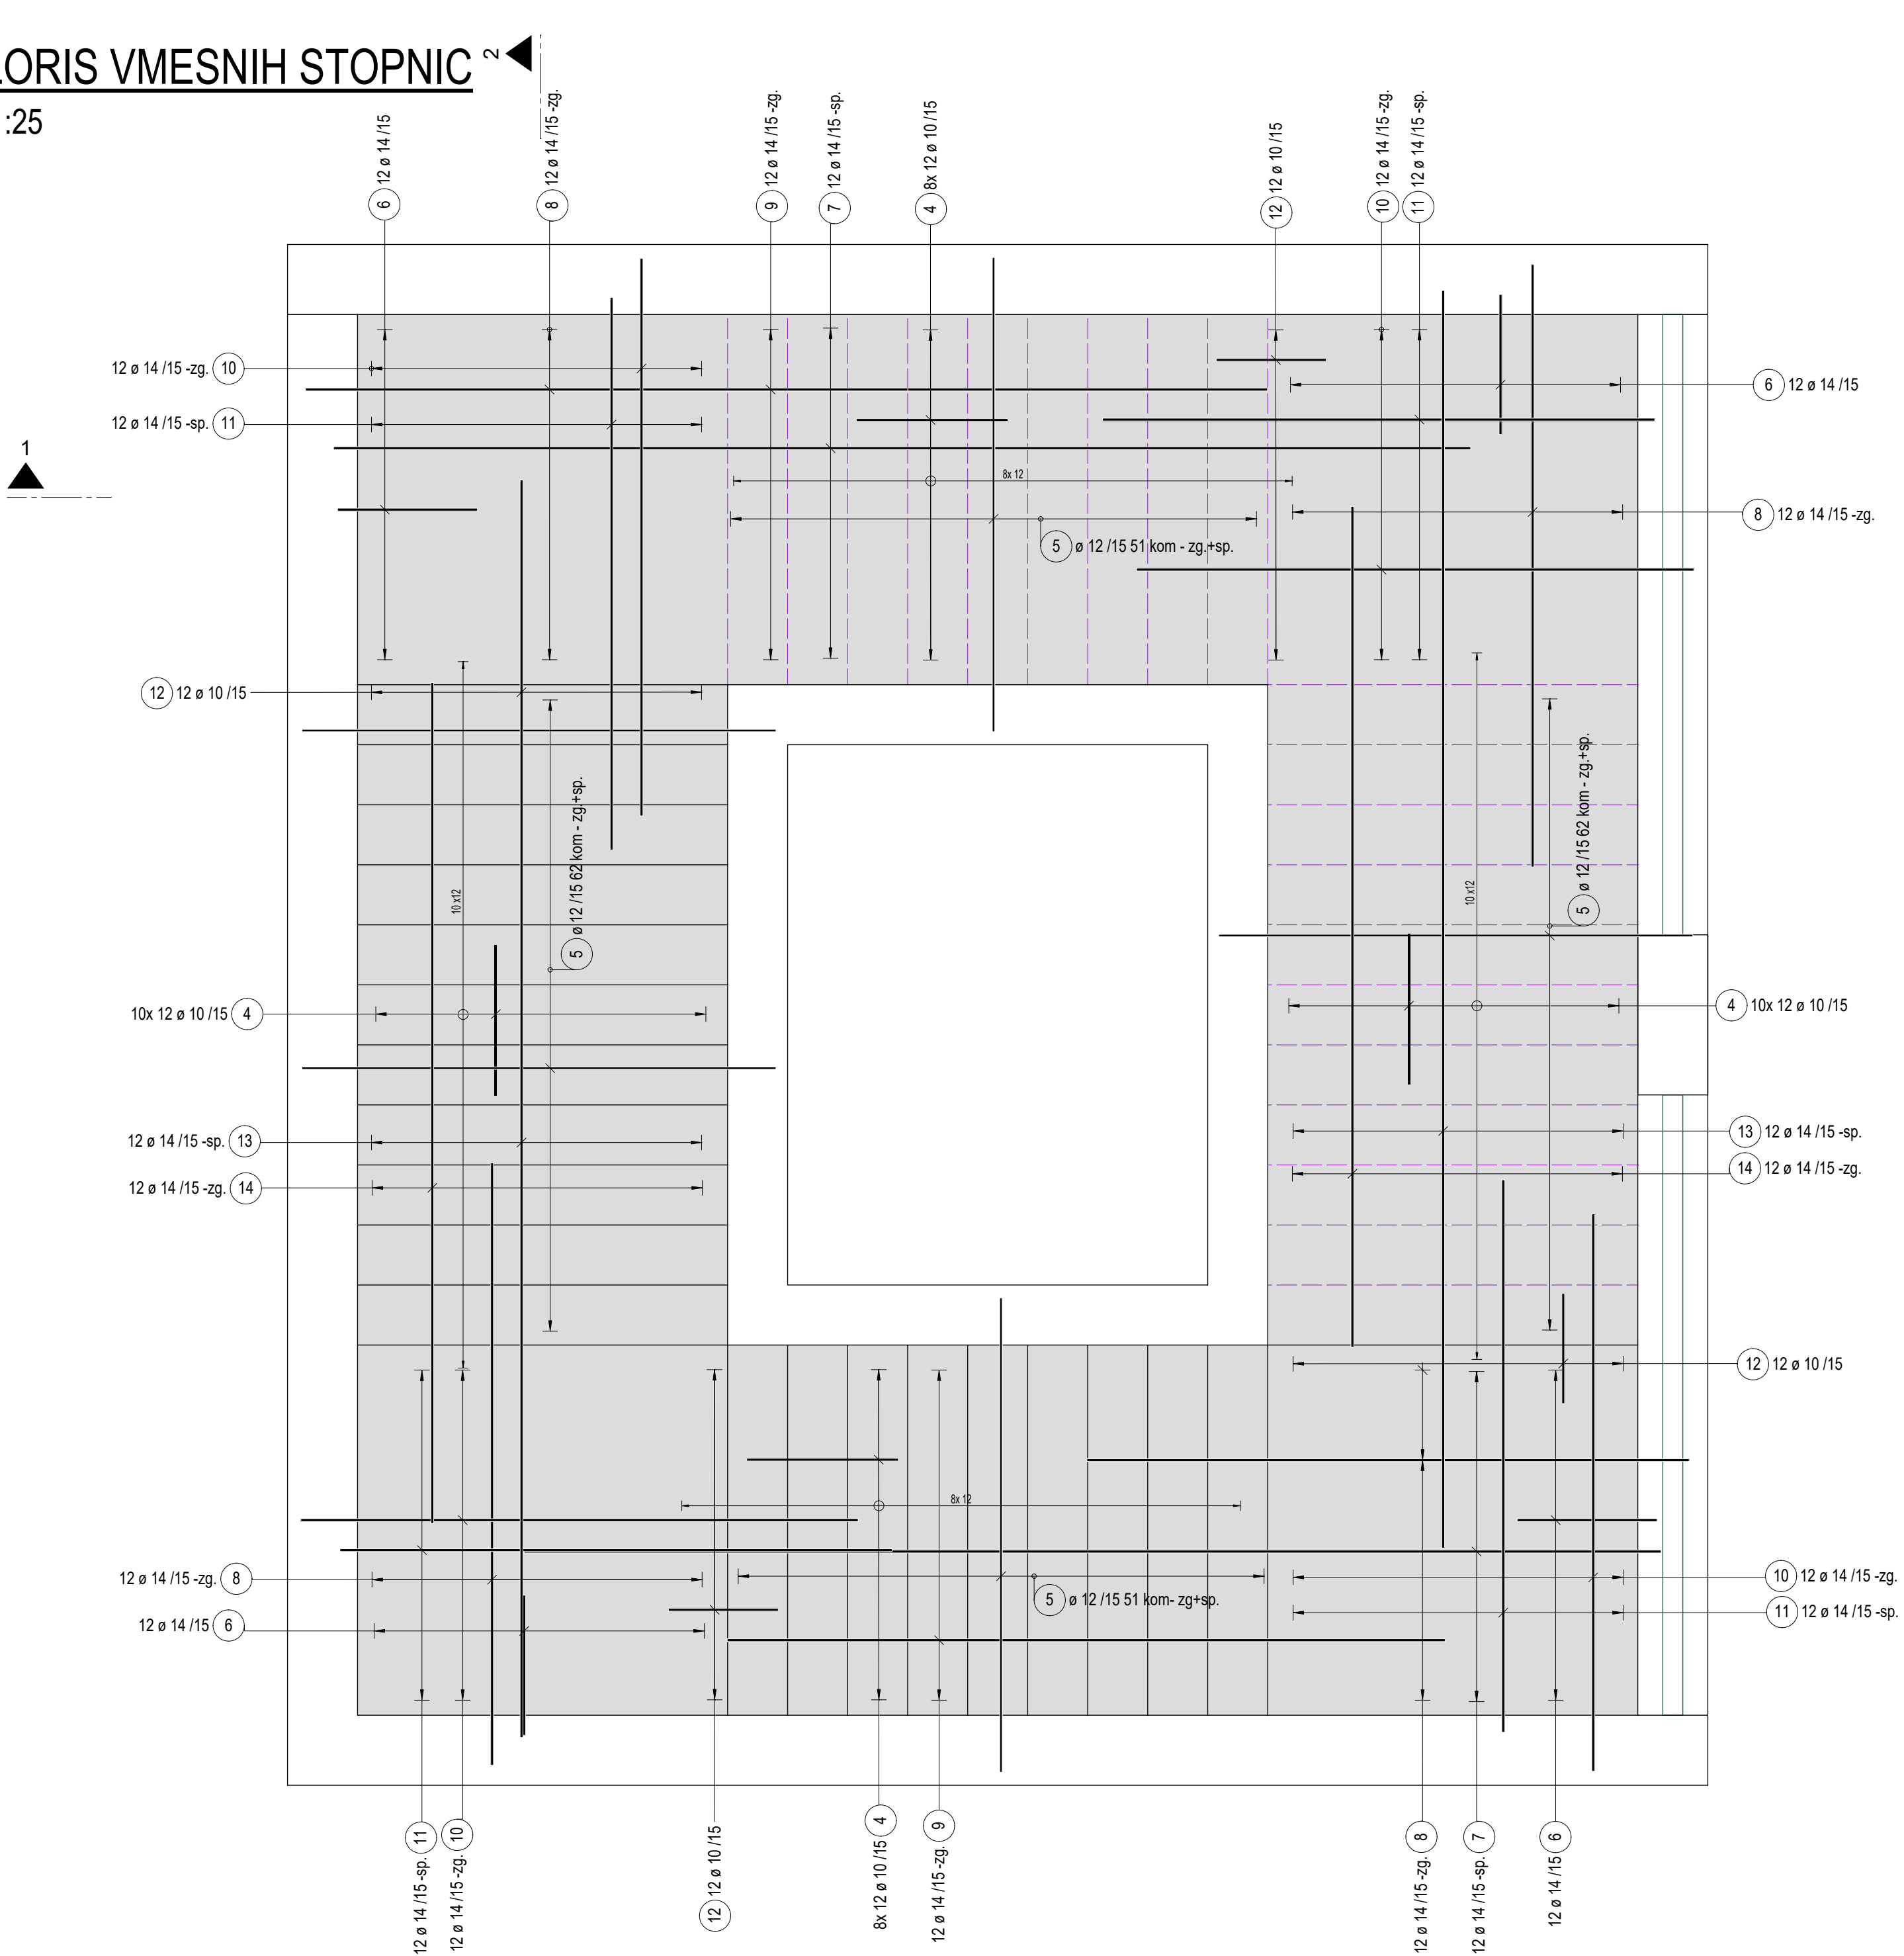 LORIS VMESNIH STOPNIC
:25
2
1
6 12 ø 14 /15
8 12 ø 14 /15 -zg.
9 12 ø 14 /15 -zg.
7 12 ø 14 /15 -sp.
4 8x 12 ø 10 /15
12 12 ø 10 /15
10 12 ø 14 /15 -zg.
11 12 ø 14 /15 -sp.
12 ø 14 /15 -zg. 10
6 12 ø 14 /15
12 ø 14 /15 -sp. 11
8x 12
8 12 ø 14 /15 -zg.
5 ø 12 /15 51 kom - zg.+sp.
12 12 ø 10 /15
10 x12
5 ø 12 /15 62 kom - zg.+sp.
10 x12
5 ø 12 /15 62 kom - zg.+sp.
10x 12 ø 10 /15 4
4 10x 12 ø 10 /15
12 ø 14 /15 -sp. 13
13 12 ø 14 /15 -sp.
12 ø 14 /15 -zg. 14
14 12 ø 14 /15 -zg.
12 12 ø 10 /15
8x 12
12 ø 14 /15 -zg. 8
10 12 ø 14 /15 -zg.
5 ø 12 /15 51 kom- zg+sp.
11 12 ø 14 /15 -sp.
12 ø 14 /15 6
12 ø 14 /15 -sp. 11
12 ø 14 /15 -zg. 10
12 12 ø 10 /15
8x 12 ø 10 /15 4
12 ø 14 /15 -zg. 9
12 ø 14 /15 -zg. 8
12 ø 14 /15 -sp. 7
12 ø 14 /15 6